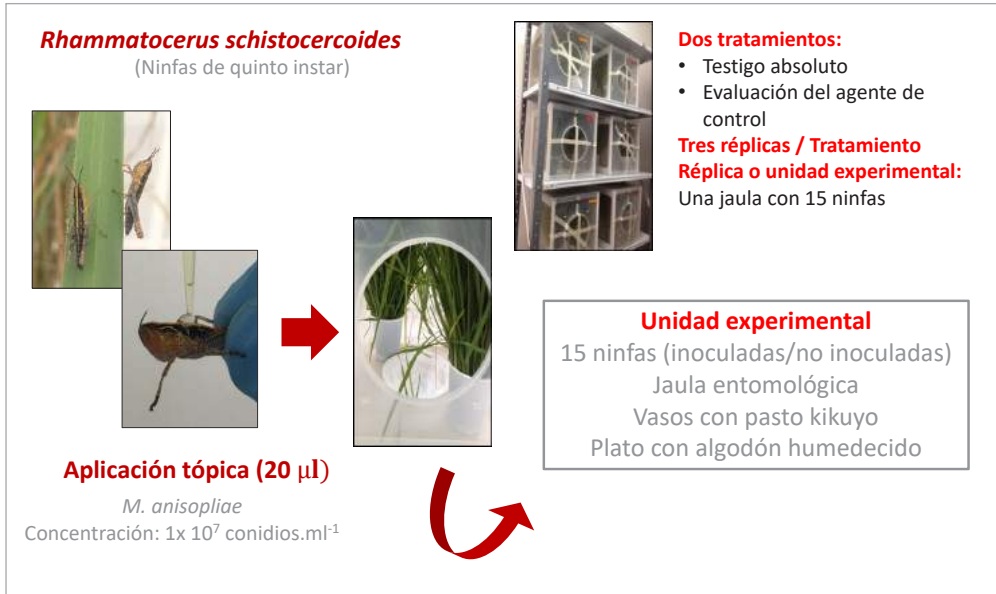 Rhammatocerus schistocercoides
(Ninfas de quinto instar)
Dos tratamientos:
• Testigo absoluto
• Evaluación del agente de
control
Tres réplicas / Tratamiento
Réplica o unidad experimental:
Una jaula con 15 ninfas
Aplicación tópica (20 µl)
M. anisopliae
Concentración: 1x 10⁷ conidios.ml⁻¹
Unidad experimental
15 ninfas (inoculadas/no inoculadas)
Jaula entomológica
Vasos con pasto kikuyo
Plato con algodón humedecido